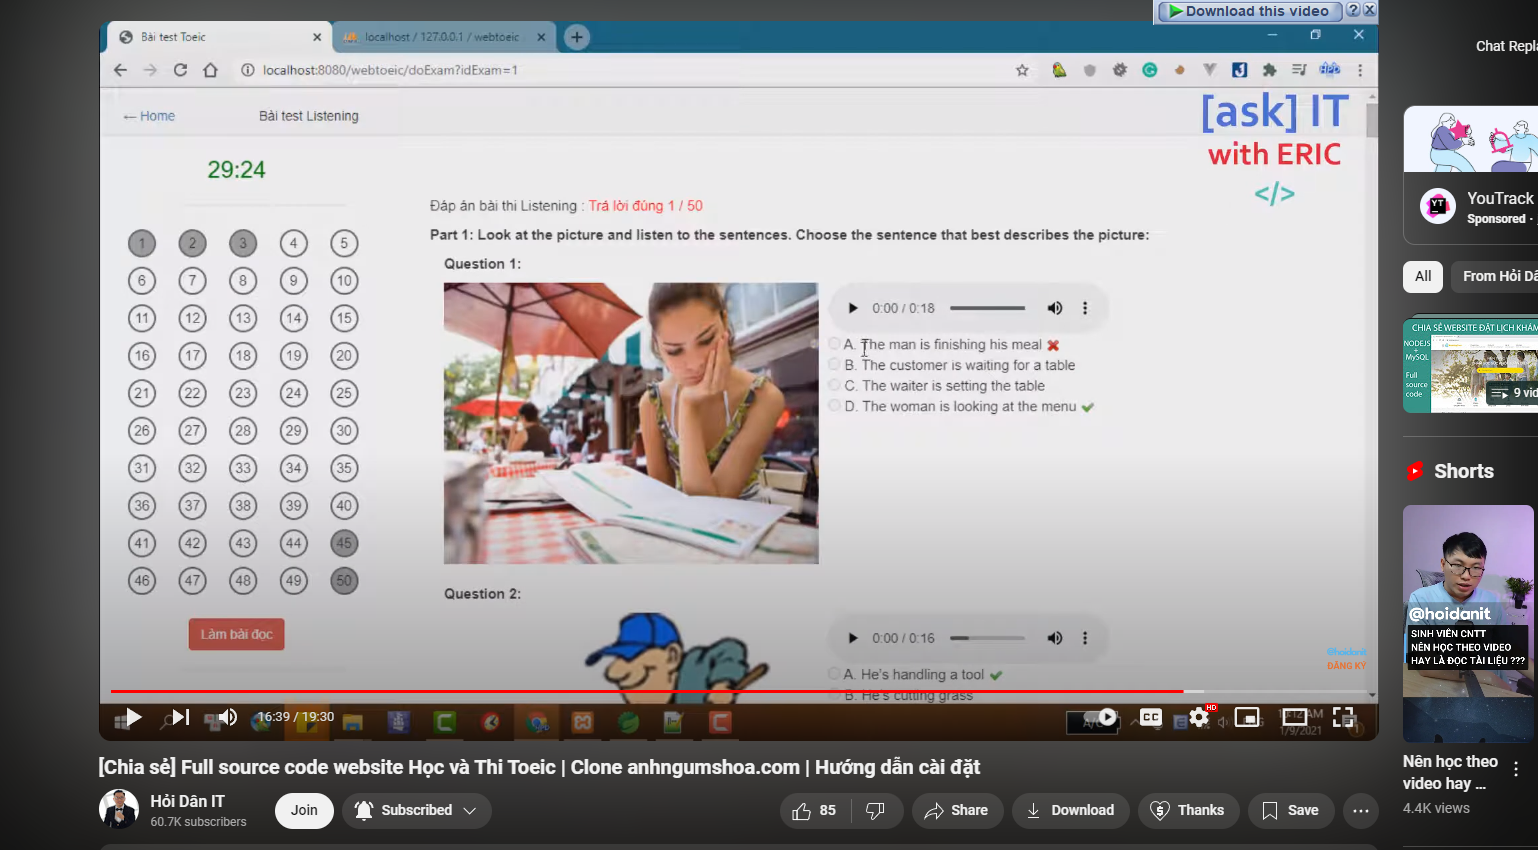 Download this video
Bài test Toeic
localhost / 127.0.0.1 / webtoeic
localhost:8080/webtoeic/doExam?idExam=1
Chat Repla
← Home
Bài test Listening
[ask] IT
with ERIC
</>
29:24
Đáp án bài thi Listening : Trả lời đúng 1 / 50
Part 1: Look at the picture and listen to the sentences. Choose the sentence that best describes the picture:
Question 1:
1 2 3 4 5
6 7 8 9 10
11 12 13 14 15
16 17 18 19 20
21 22 23 24 25
26 27 28 29 30
31 32 33 34 35
36 37 38 39 40
41 42 43 44 45
46 47 48 49 50
Làm bài đọc
0:00 / 0:18
A. The man is finishing his meal
B. The customer is waiting for a table
C. The waiter is setting the table
D. The woman is looking at the menu
Question 2:
0:00 / 0:16
A. He's handling a tool
B. He's cutting grass
@hoidanit
ĐĂNG KÝ
16:39 / 19:30
CC
HD
1/9/2021
[Chia sẻ] Full source code website Học và Thi Toeic | Clone anhngumshoa.com | Hướng dẫn cài đặt
Hỏi Dân IT
60.7K subscribers
Join
Subscribed
85
Share
Download
Thanks
Save
YouTrack
Sponsored ·
All
From Hỏi Dâ
CHIA SẺ WEBSITE ĐẶT LỊCH KHÁM
NODEJS
+
MySQL
Full
source
code
9 vid
Shorts
@hoidanit
SINH VIÊN CNTT
NÊN HỌC THEO VIDEO
HAY LÀ ĐỌC TÀI LIỆU ???
Nên học theo
video hay ...
4.4K views